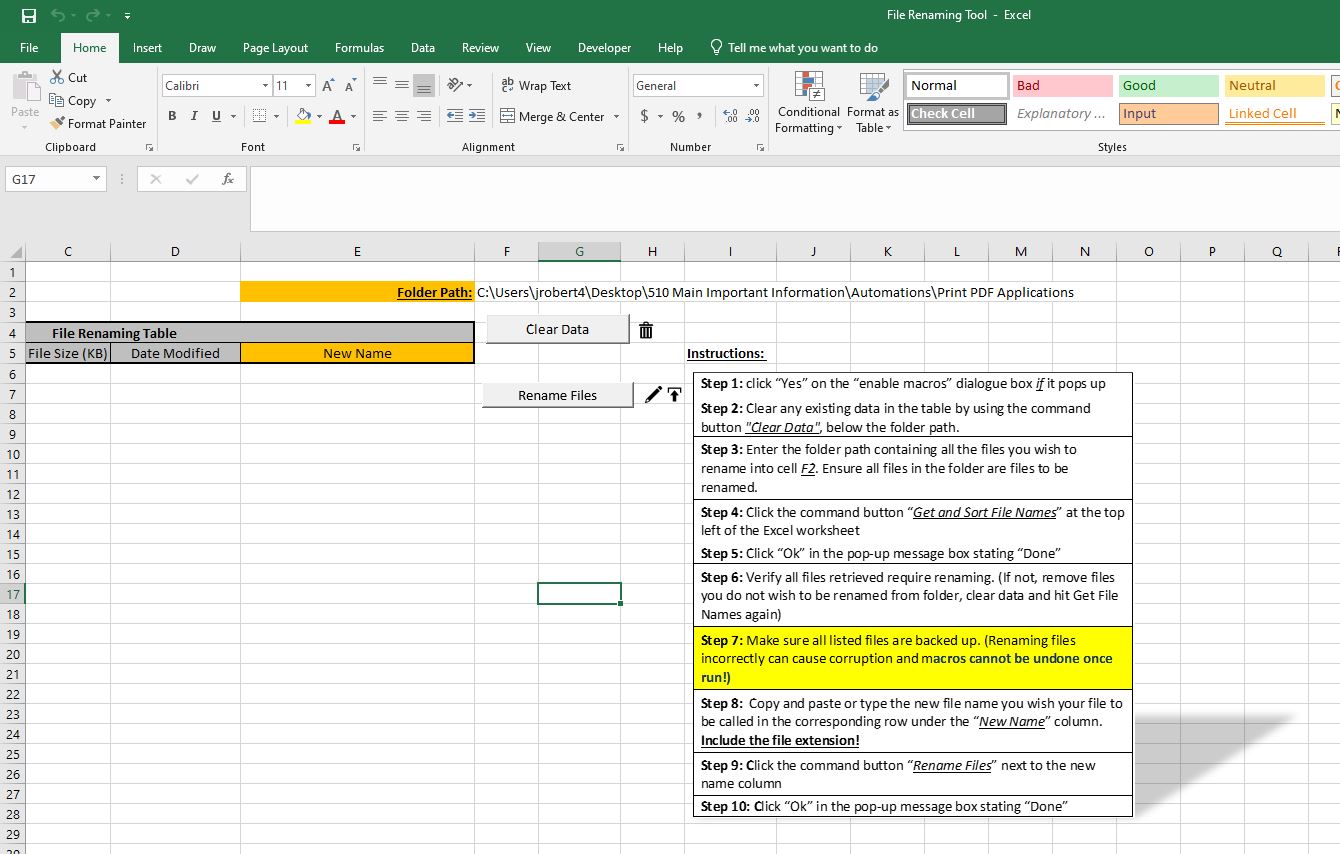 File Renaming Tool - Excel
File Home Insert Draw Page Layout Formulas Data Review View Developer Help Tell me what you want to do
Paste
Cut
Copy
Format Painter
Clipboard
Calibri 11
B I U
Font
Wrap Text
Merge & Center
Alignment
General
$ % ,
Number
Conditional
Formatting
Format as
Table
Normal Bad Good Neutral
Check Cell Explanatory ... Input Linked Cell
Styles
G17 fx
C D E F G H I J K L M N O P Q
1
2 Folder Path: C:\Users\jrobert4\Desktop\510 Main Important Information\Automations\Print PDF Applications
3
4 File Renaming Table Clear Data
5 File Size (KB) Date Modified New Name Instructions:
6
7 Rename Files
8
9
10
11
12
13
14
15
16
17
18
19
20
21
22
23
24
25
26
27
28
29
Step 1: click “Yes” on the “enable macros” dialogue box if it pops up
Step 2: Clear any existing data in the table by using the command
button "Clear Data", below the folder path.
Step 3: Enter the folder path containing all the files you wish to
rename into cell F2. Ensure all files in the folder are files to be
renamed.
Step 4: Click the command button “Get and Sort File Names” at the top
left of the Excel worksheet
Step 5: Click “Ok” in the pop-up message box stating “Done”
Step 6: Verify all files retrieved require renaming. (If not, remove files
you do not wish to be renamed from folder, clear data and hit Get File
Names again)
Step 7: Make sure all listed files are backed up. (Renaming files
incorrectly can cause corruption and macros cannot be undone once
run!)
Step 8: Copy and paste or type the new file name you wish your file to
be called in the corresponding row under the “New Name” column.
Include the file extension!
Step 9: Click the command button “Rename Files” next to the new
name column
Step 10: Click “Ok” in the pop-up message box stating “Done”